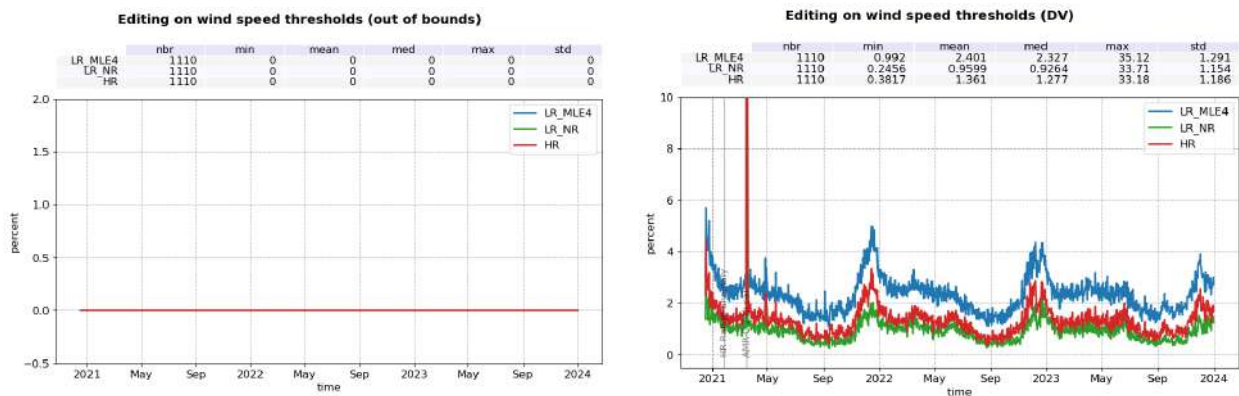 Editing on wind speed thresholds (out of bounds)
nbr min mean med max std
LR_MLE4 1110 0 0 0 0 0
LR_NR 1110 0 0 0 0 0
HR 1110 0 0 0 0 0
2.0
1.5
1.0
0.5
0.0
-0.5
percent
LR_MLE4
LR_NR
HR
2021 May Sep 2022 May Sep 2023 May Sep 2024
time
Editing on wind speed thresholds (DV)
nbr min mean med max std
LR_MLE4 1110 0.992 2.401 2.327 35.12 1.291
LR_NR 1110 0.2456 0.9599 0.9264 33.71 1.154
HR 1110 0.3817 1.361 1.277 33.18 1.186
10
8
6
4
2
0
percent
LR_MLE4
LR_NR
HR
2021 May Sep 2022 May Sep 2023 May Sep 2024
time